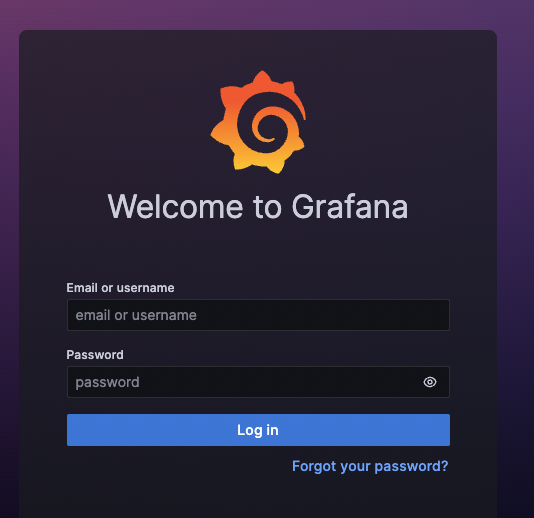 Welcome to Grafana
Email or username
email or username
Password
password
Log in
Forgot your password?